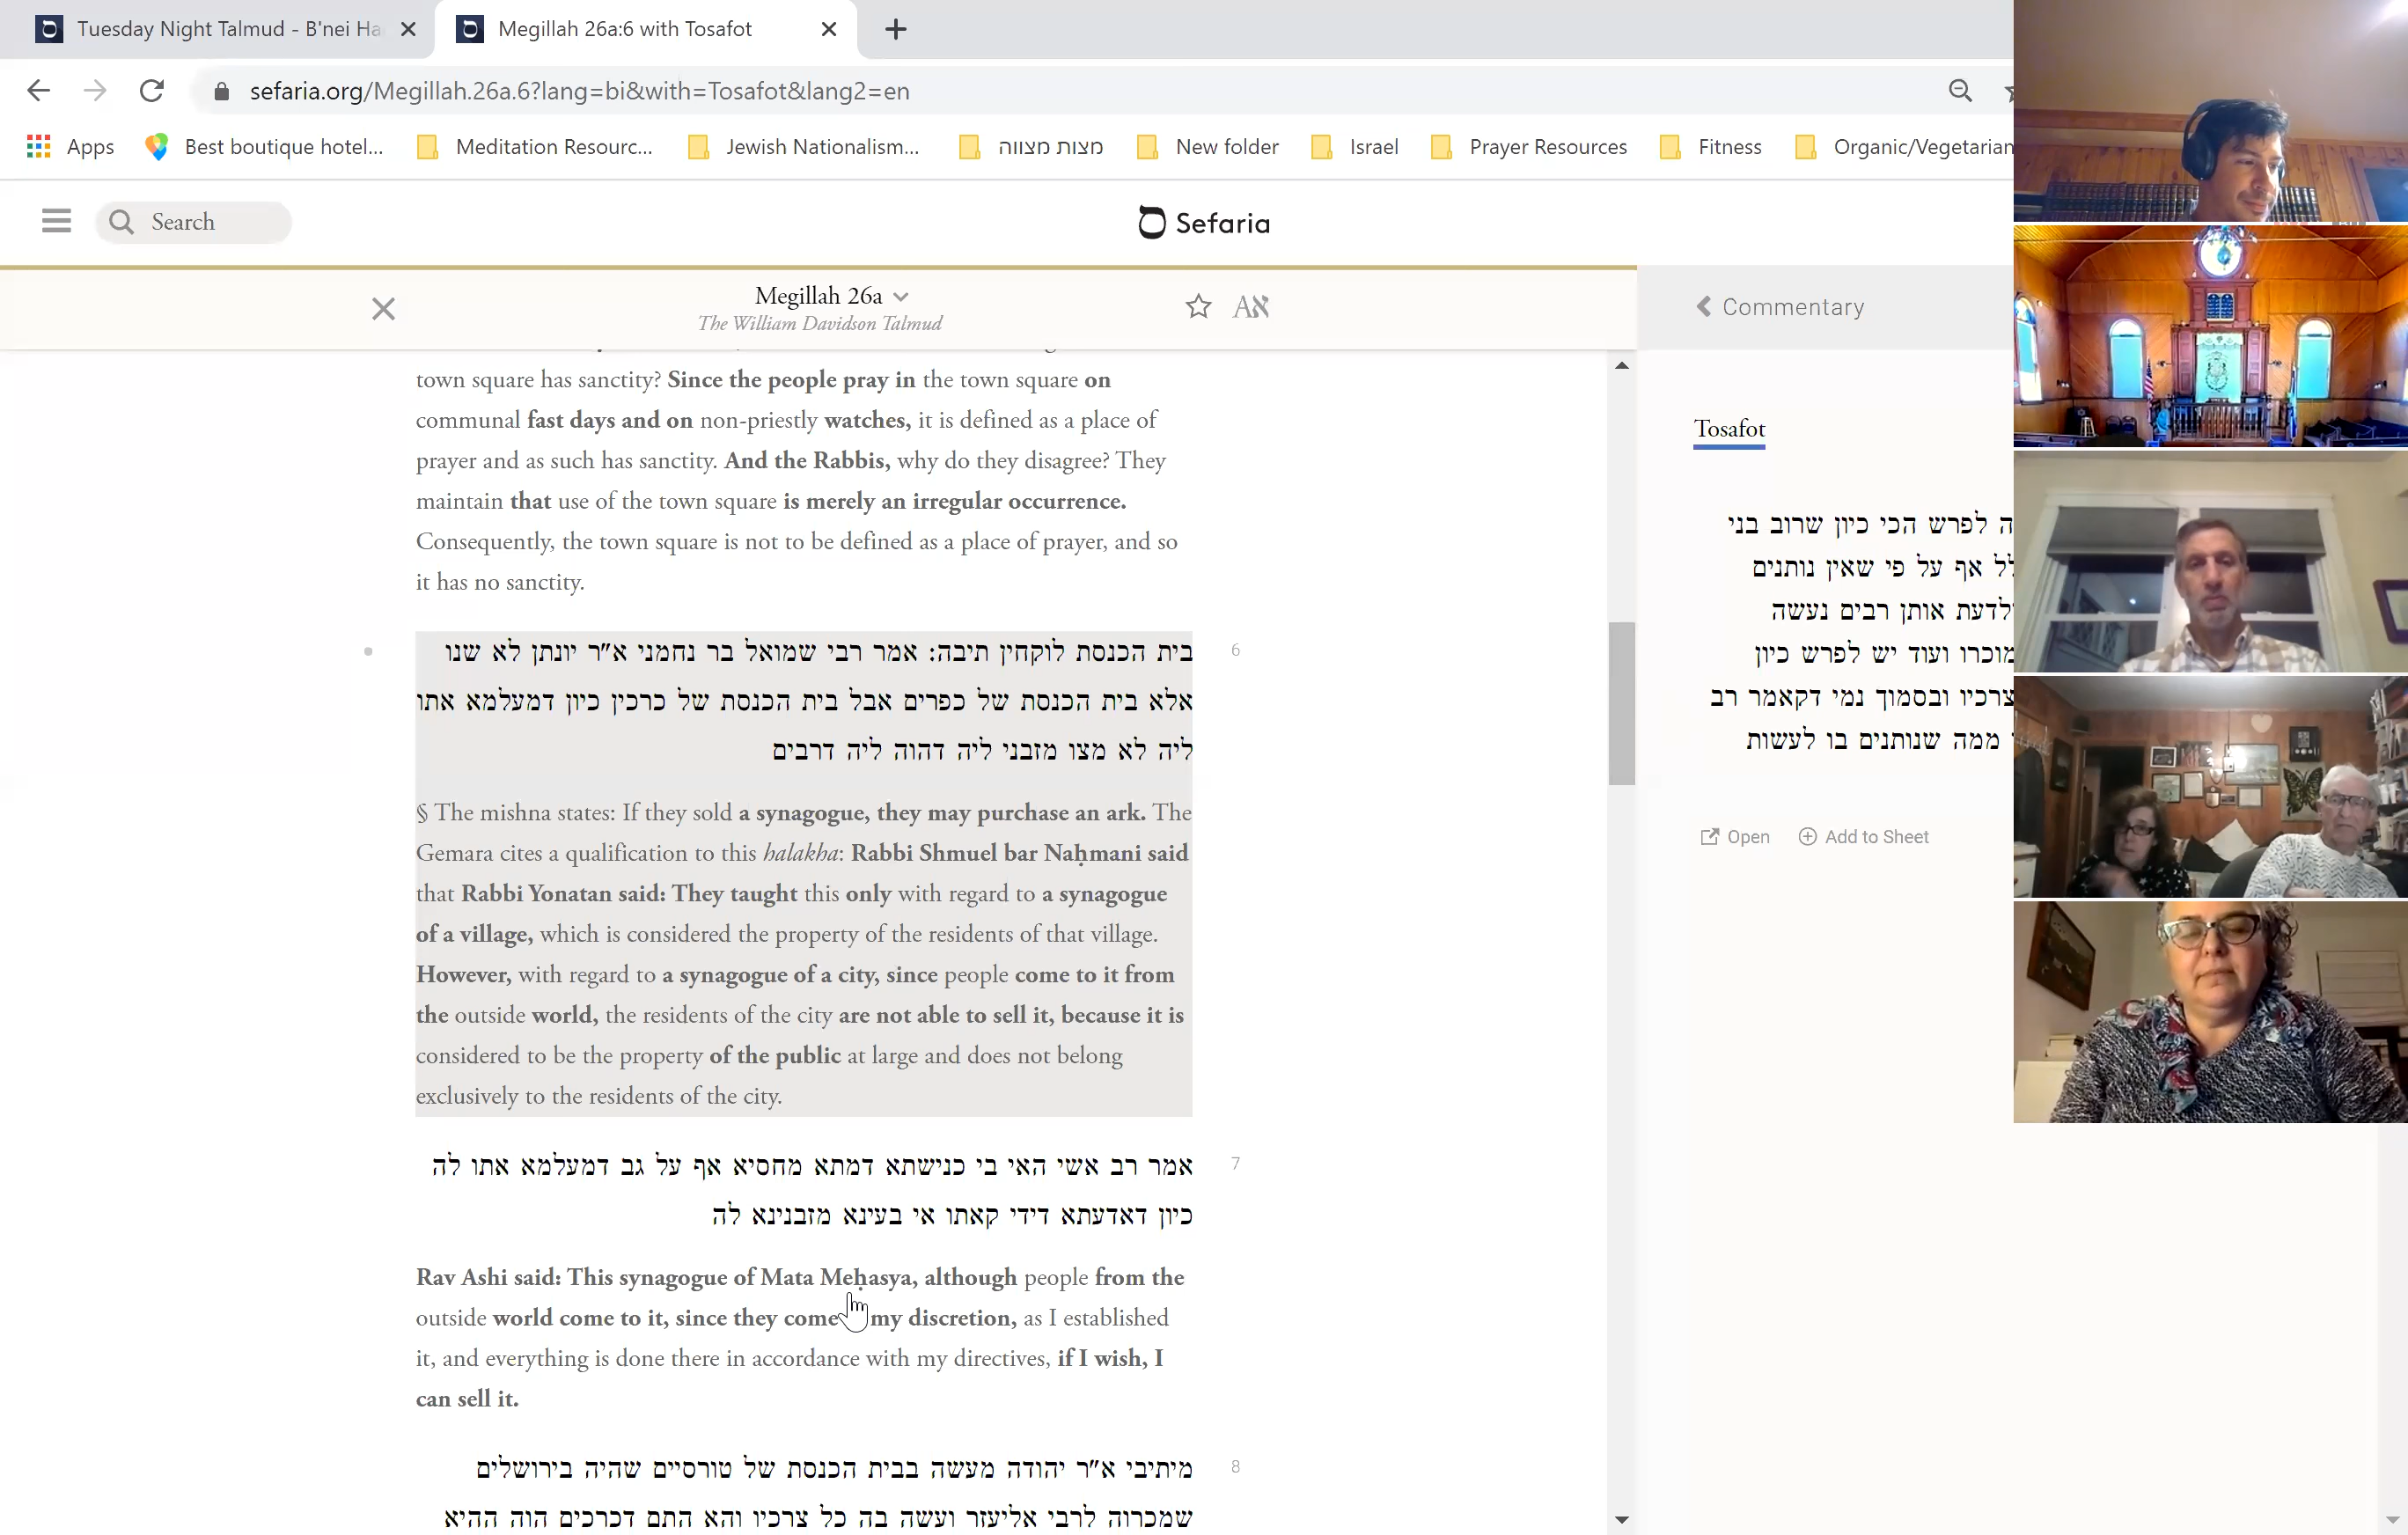 Tuesday Night Talmud - B'nei Ha
Megillah 26a:6 with Tosafot
sefaria.org/Megillah.26a.6?lang=bi&with=Tosafot&lang2=en
Apps
Best boutique hotel...
Meditation Resourc...
Jewish Nationalism...
מצות מצווה
New folder
Israel
Prayer Resources
Fitness
Organic/Vegetarian
Search
Sefaria
Megillah 26a
The William Davidson Talmud
Aא
town square has sanctity? Since the people pray in the town square on
communal fast days and on non-priestly watches, it is defined as a place of
prayer and as such has sanctity. And the Rabbis, why do they disagree? They
maintain that use of the town square is merely an irregular occurrence.
Consequently, the town square is not to be defined as a place of prayer, and so
it has no sanctity.
6
בית הכנסת לוקחין תיבה: אמר רבי שמואל בר נחמני א"ר יונתן לא שנו
אלא בית הכנסת של כפרים אבל בית הכנסת של כרכין כיון דמעלמא אתו
ליה לא מצו מזבני ליה דהוה ליה דרבים
§ The mishna states: If they sold a synagogue, they may purchase an ark. The
Gemara cites a qualification to this halakha: Rabbi Shmuel bar Naḥmani said
that Rabbi Yonatan said: They taught this only with regard to a synagogue
of a village, which is considered the property of the residents of that village.
However, with regard to a synagogue of a city, since people come to it from
the outside world, the residents of the city are not able to sell it, because it is
considered to be the property of the public at large and does not belong
exclusively to the residents of the city.
7
אמר רב אשי האי בי כנישתא דמתא מחסיא אף על גב דמעלמא אתו לה
כיון דאדעתא דידי קאתו אי בעינא מזבנינא לה
Rav Ashi said: This synagogue of Mata Meḥasya, although people from the
outside world come to it, since they come my discretion, as I established
it, and everything is done there in accordance with my directives, if I wish, I
can sell it.
8
מיתיבי א"ר יהודה מעשה בבית הכנסת של טורסיים שהיה בירושלים
שמכרוה לרבי אליעזר ועשה בה כל צרכיו והא התם דכרכים הוה ההיא
Commentary
Tosafot
ה לפרש הכי כיון שרוב בני
לל אף על פי שאין נותנים
לדעת אותן רבים נעשה
מוכרו ועוד יש לפרש כיון
צרכיו ובסמוך נמי דקאמר רב
ממה שנותנים בו לעשות
Open
Add to Sheet